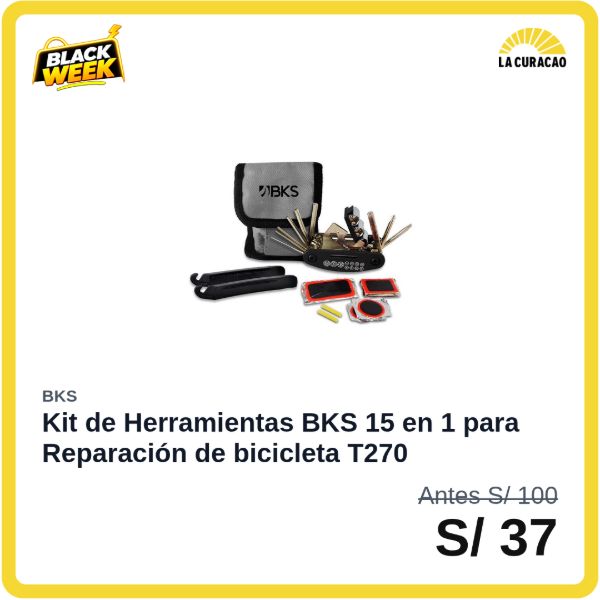 BLACK
WEEK
LA CURACAO
BKS
BKS
Kit de Herramientas BKS 15 en 1 para
Reparación de bicicleta T270
Antes S/ 100
S/ 37